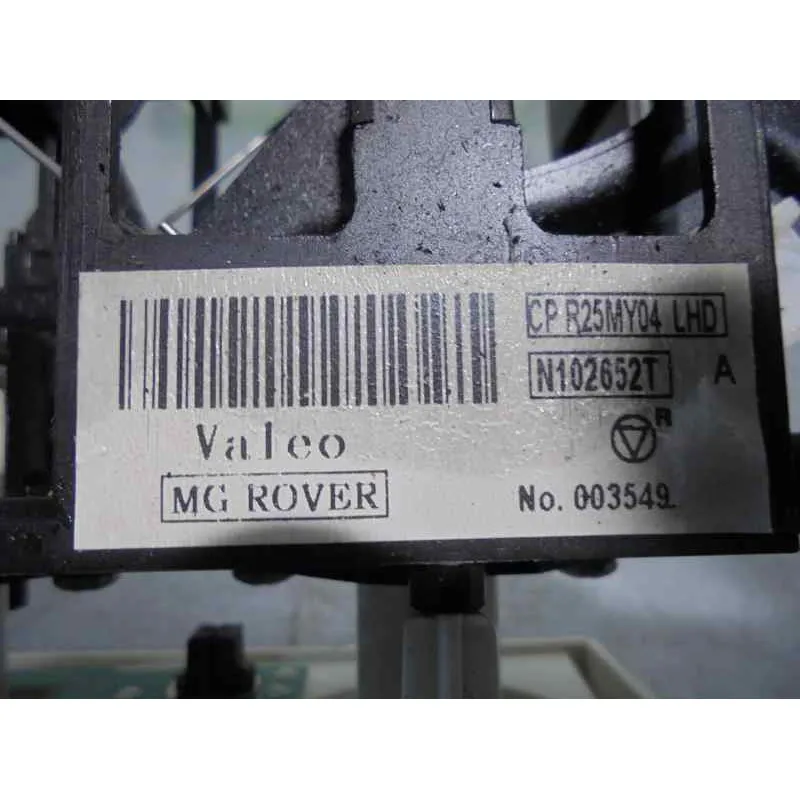 CP R25MY04 LHD
N102652T A
Valeo
R
MG ROVER
No. 003549